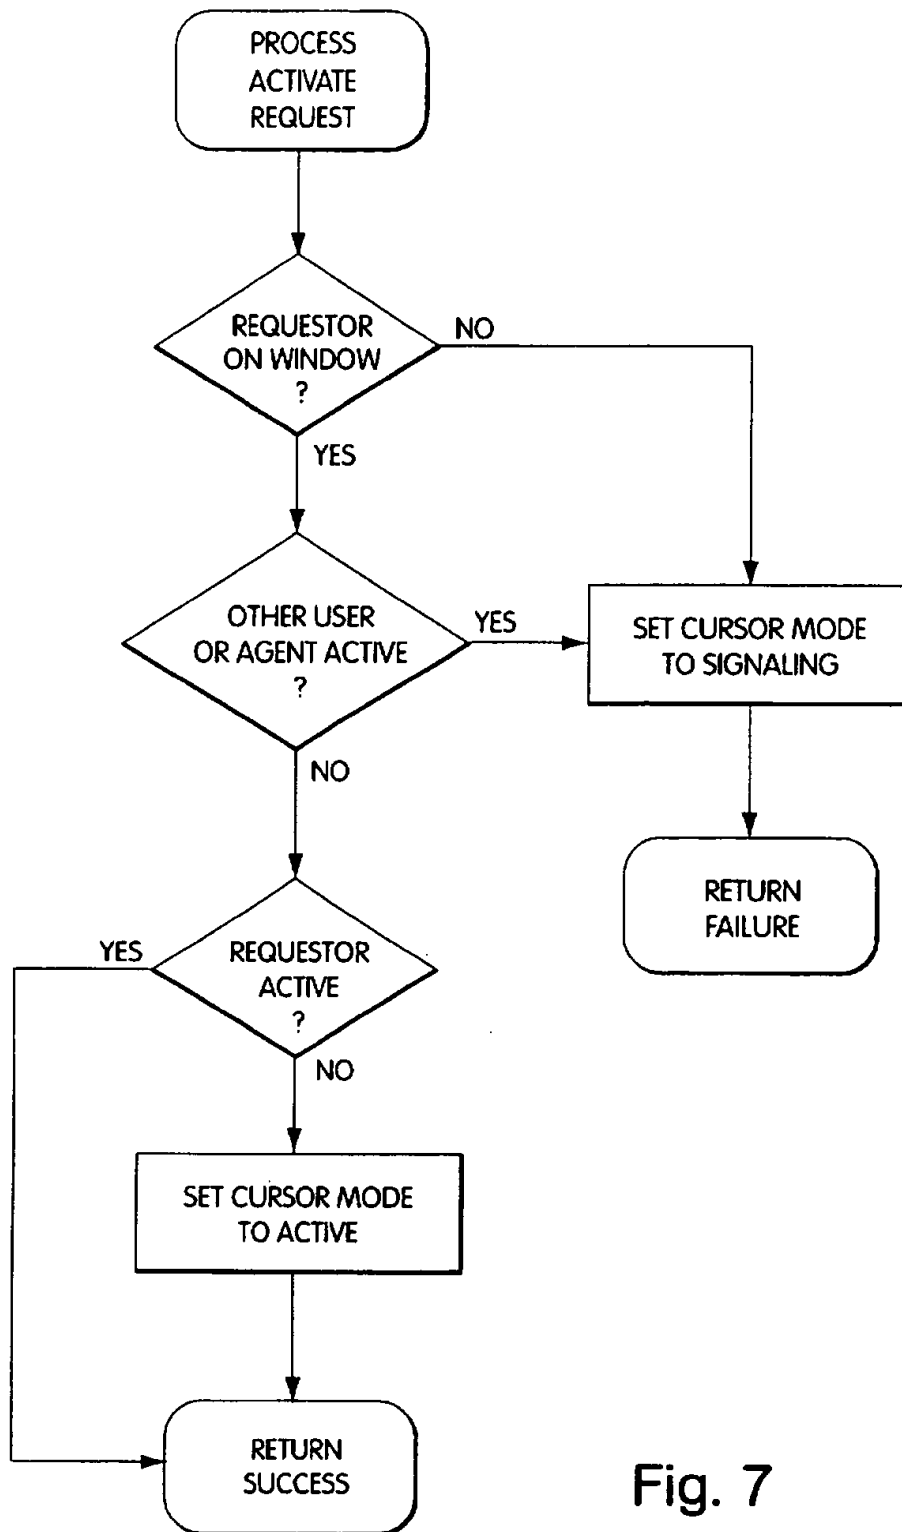 PROCESS
ACTIVATE
REQUEST
REQUESTOR
ON WINDOW
?
NO
YES
OTHER USER
OR AGENT ACTIVE
?
YES
SET CURSOR MODE
TO SIGNALING
NO
RETURN
FAILURE
YES
REQUESTOR
ACTIVE
?
NO
SET CURSOR MODE
TO ACTIVE
RETURN
SUCCESS
Fig. 7